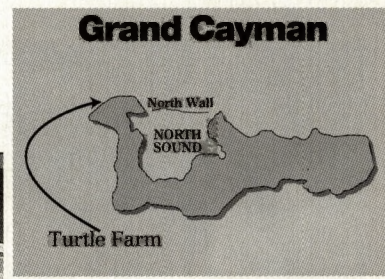 Grand Cayman
North Wall
NORTH
SOUND
Turtle Farm